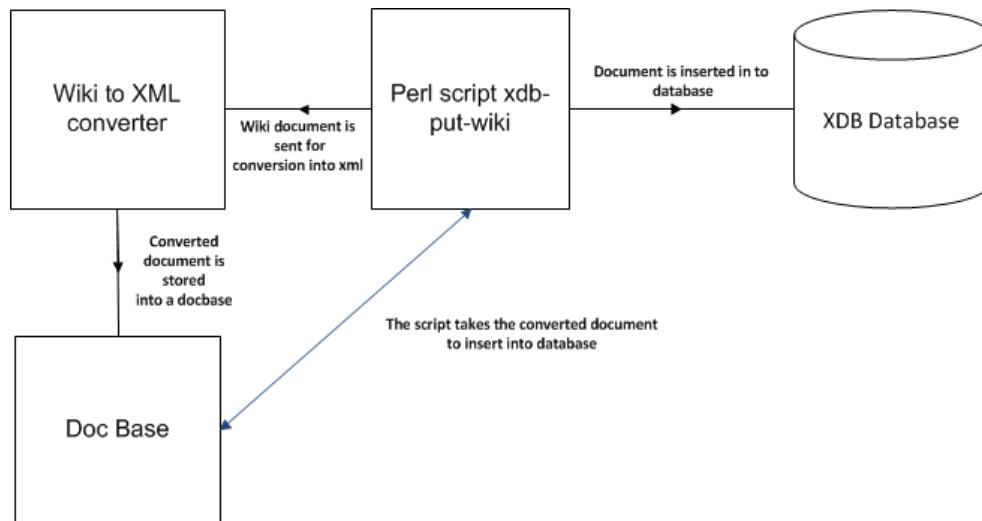 Wiki to XML
converter
Perl script xdb-
put-wiki
Document is inserted in to
database
XDB Database
Wiki document is
sent for
conversion into xml
Converted
document is
stored
into a docbase
The script takes the converted document
to insert into database
Doc Base